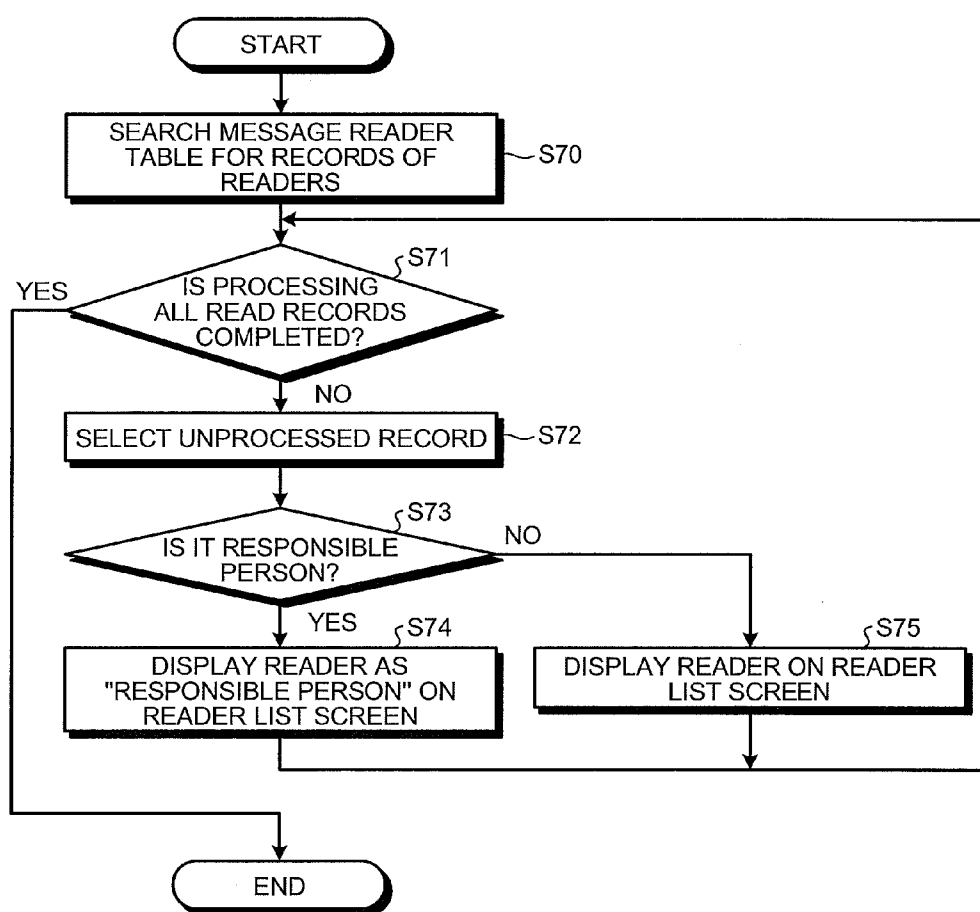 START
SEARCH MESSAGE READER
TABLE FOR RECORDS OF
READERS
S70
S71
IS PROCESSING
ALL READ RECORDS
COMPLETED?
YES
NO
SELECT UNPROCESSED RECORD
S72
S73
IS IT RESPONSIBLE
PERSON?
NO
YES
S74
DISPLAY READER AS
"RESPONSIBLE PERSON" ON
READER LIST SCREEN
S75
DISPLAY READER ON READER
LIST SCREEN
END